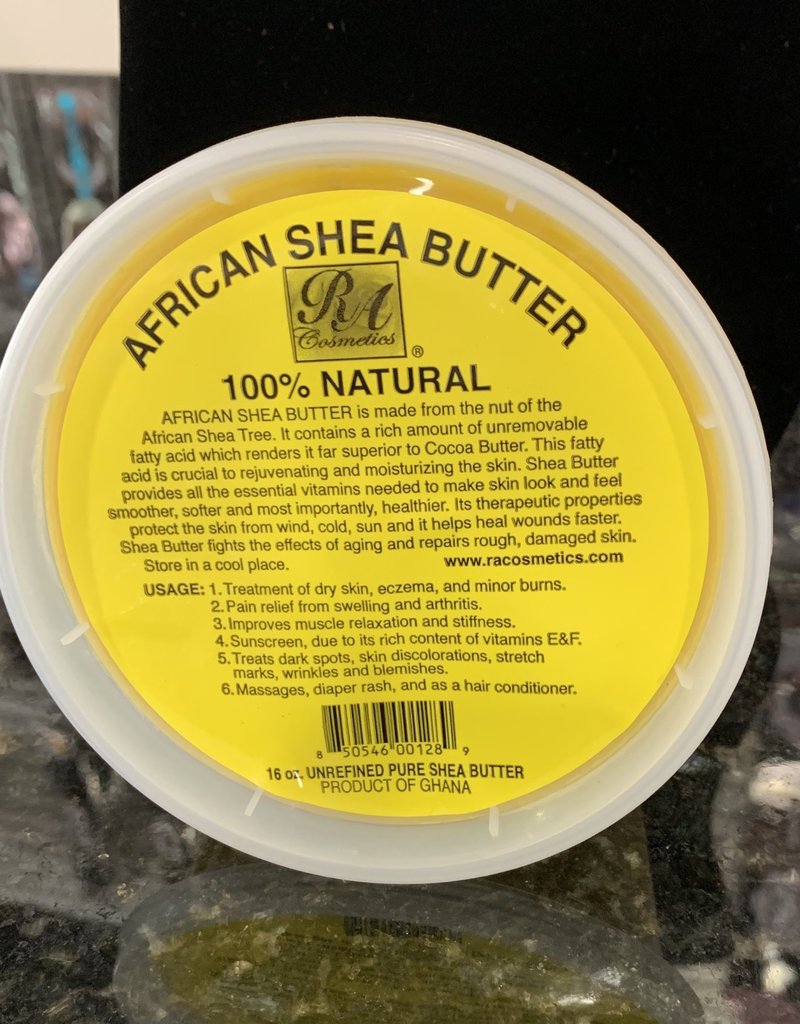 AFRICAN SHEA BUTTER
RA
Cosmetics
®
100% NATURAL
AFRICAN SHEA BUTTER is made from the nut of the
African Shea Tree. It contains a rich amount of unremovable
fatty acid which renders it far superior to Cocoa Butter. This fatty
acid is crucial to rejuvenating and moisturizing the skin. Shea Butter
provides all the essential vitamins needed to make skin look and feel
smoother, softer and most importantly, healthier. Its therapeutic properties
protect the skin from wind, cold, sun and it helps heal wounds faster.
Shea Butter fights the effects of aging and repairs rough, damaged skin.
Store in a cool place. www.racosmetics.com
USAGE: 1. Treatment of dry skin, eczema, and minor burns.
2. Pain relief from swelling and arthritis.
3. Improves muscle relaxation and stiffness.
4. Sunscreen, due to its rich content of vitamins E&F.
5. Treats dark spots, skin discolorations, stretch
marks, wrinkles and blemishes.
6. Massages, diaper rash, and as a hair conditioner.
8 50546 00128 9
16 oz. UNREFINED PURE SHEA BUTTER
PRODUCT OF GHANA